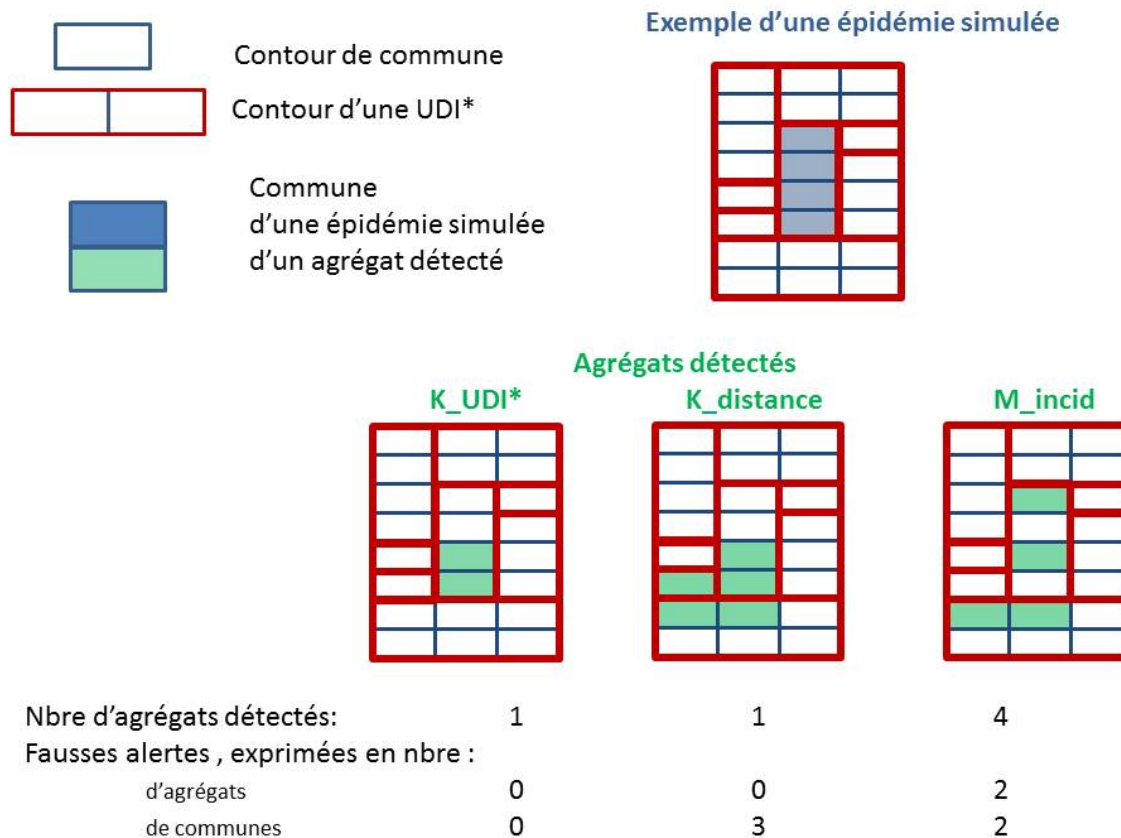 Exemple d'une épidémie simulée
Contour de commune
Contour d'une UDI*
Commune
d'une épidémie simulée
d'un agrégat détecté
Agrégats détectés
K_UDI* K_distance M_incid
Nbre d'agrégats détectés: 1 1 4
Fausses alertes , exprimées en nbre :
d'agrégats 0 0 2
de communes 0 3 2